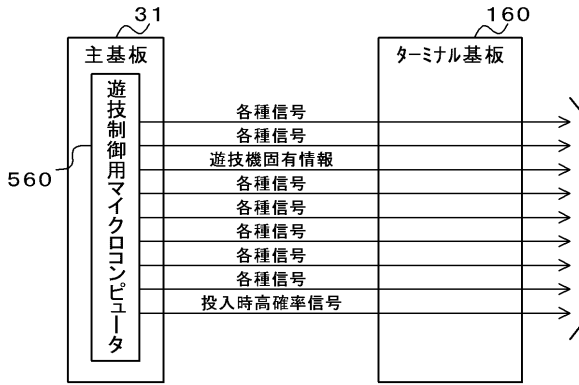 31
160
主基板
ターミナル基板
遊技制御用マイクロコンピュータ
560
各種信号
各種信号
遊技機固有情報
各種信号
各種信号
各種信号
各種信号
各種信号
投入時高確率信号